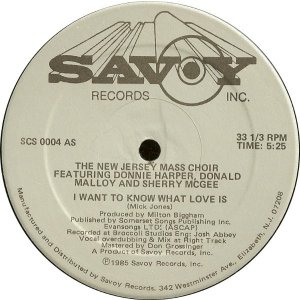 SAVOY
RECORDS INC.
SCS 0004 AS
33 1/3 RPM
TIME: 5:25
THE NEW JERSEY MASS CHOIR
FEATURING DONNIE HARPER, DONALD
MALLOY AND SHERRY MCGEE
I WANT TO KNOW WHAT LOVE IS
(Mick Jones)
Produced by Milton Biggham
Published by Somerset Songs Publishing Inc.
Evansongs LTD. (ASCAP)
Recorded at Broccoli Studios Eng: Josh Abbey
Vocal overdubbing & Mix at Right Track
Mastered by Don Grossinger
A Product of Savoy Records, Inc.
℗1985 Savoy Records, Inc.
Manufactured and Distributed by Savoy Records, Inc. 342 Westminster Ave., Elizabeth, N.J. 07208